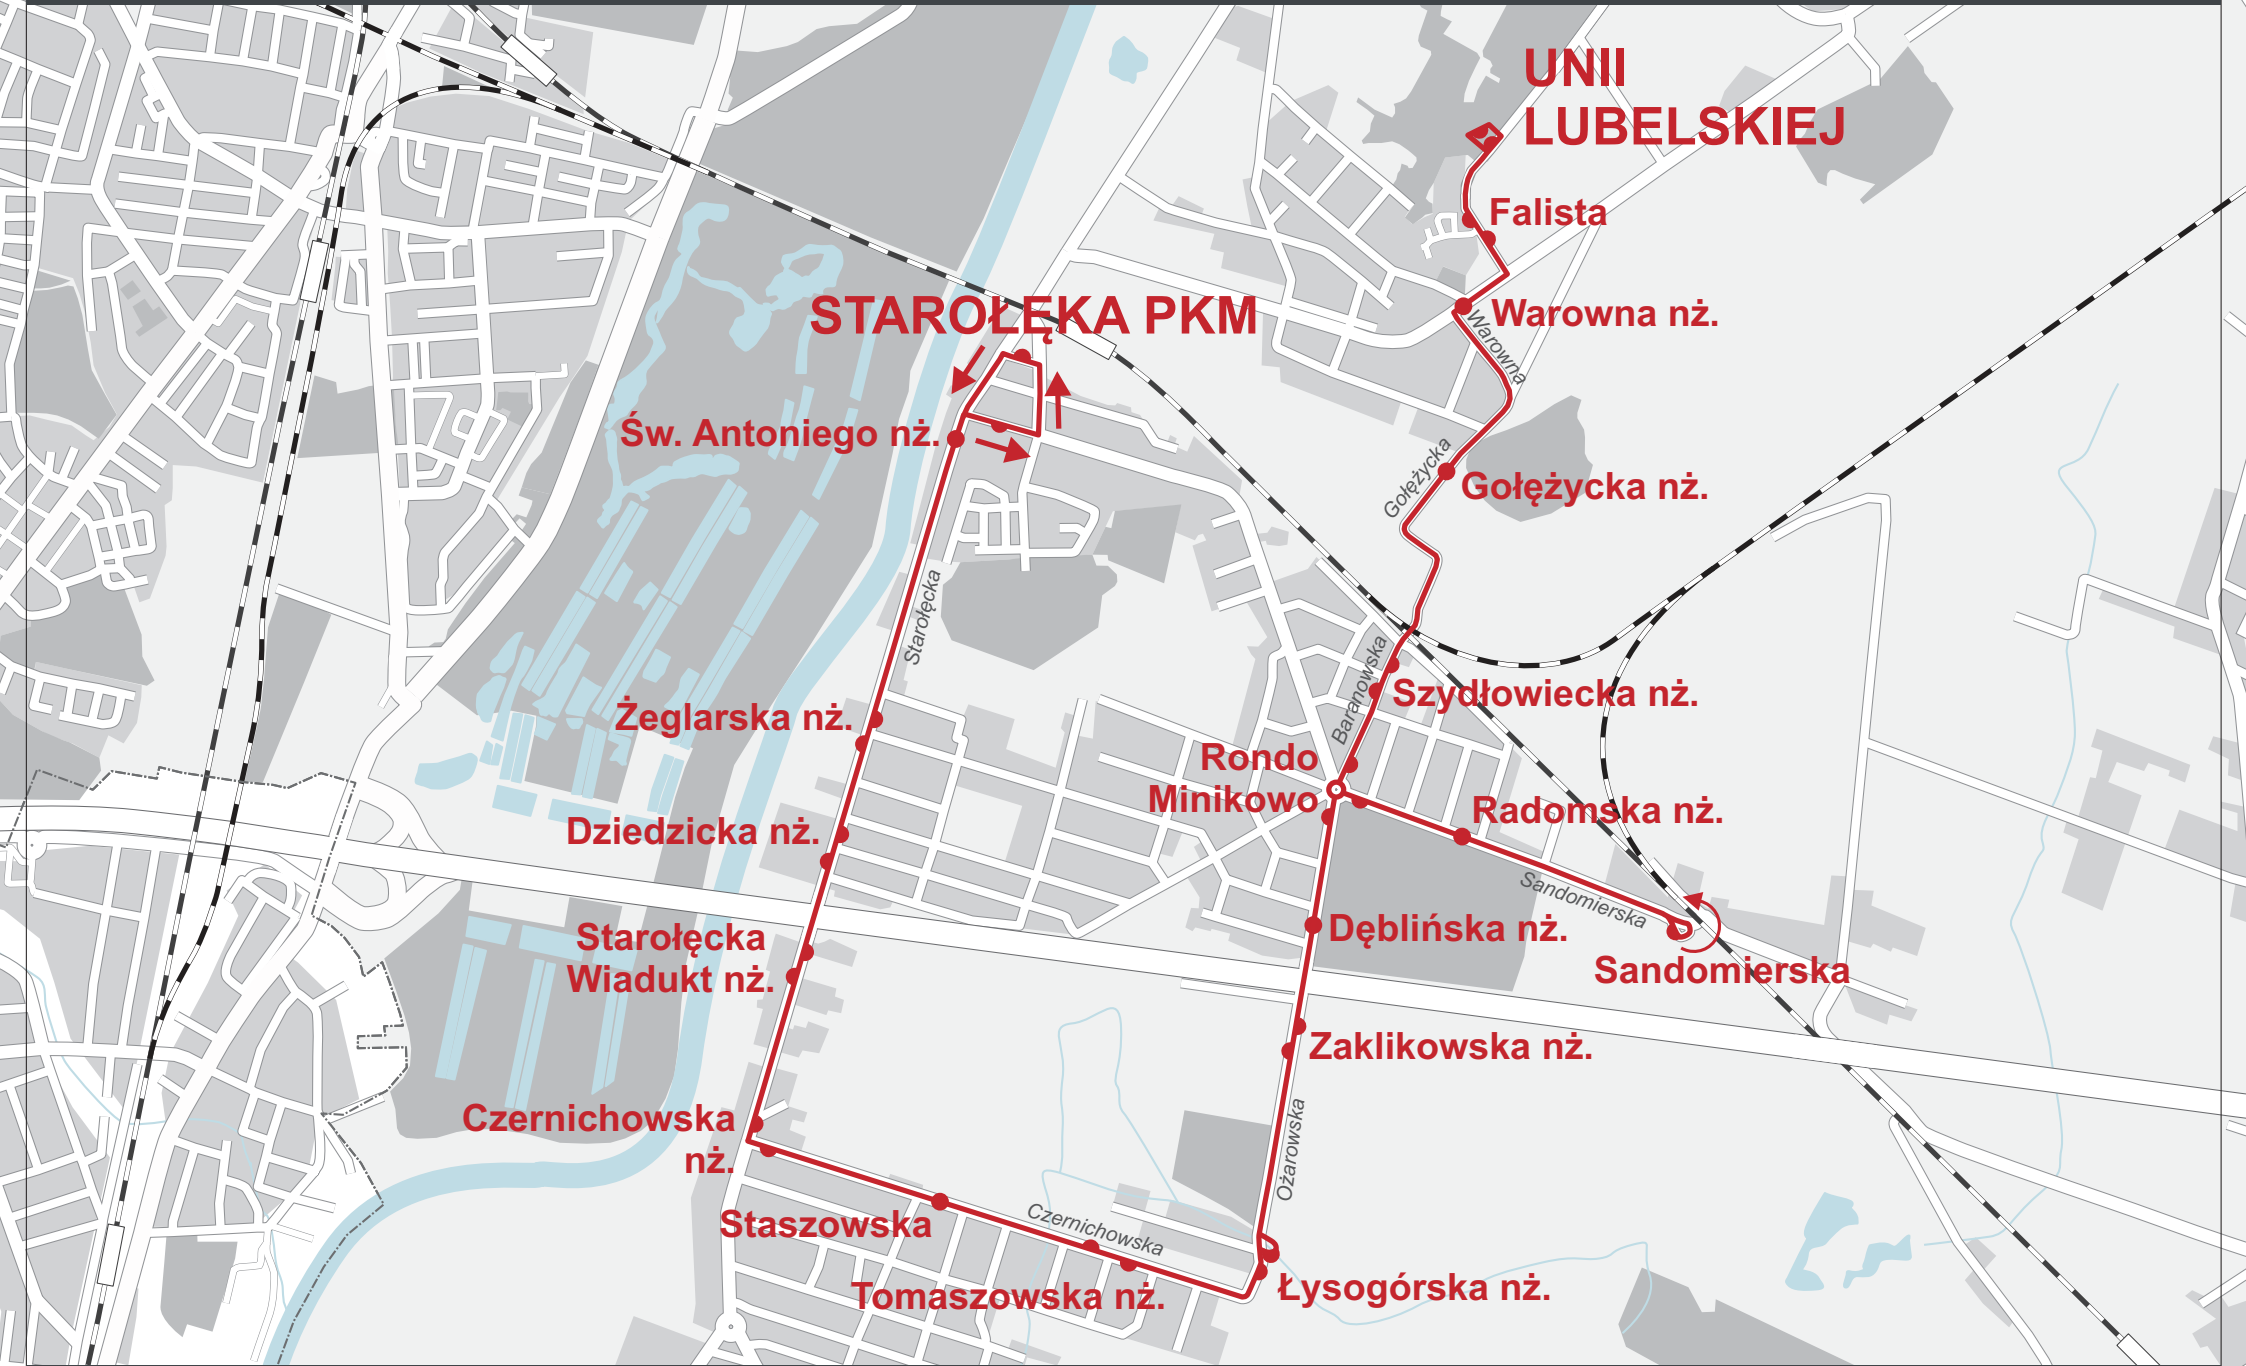 UNII
LUBELSKIEJ
Falista
STAROŁĘKA PKM
Warowna nż.
Warowna
Św. Antoniego nż.
Gołężycka
Gołężycka nż.
Starołęcka
Baranowska
Szydłowiecka nż.
Żeglarska nż.
Rondo
Minikowo
Radomska nż.
Dziedzicka nż.
Sandomierska
Dęblińska nż.
Starołęcka
Wiadukt nż.
Sandomierska
Zaklikowska nż.
Czernichowska
nż.
Ożarowska
Staszowska
Czernichowska
Tomaszowska nż.
Łysogórska nż.